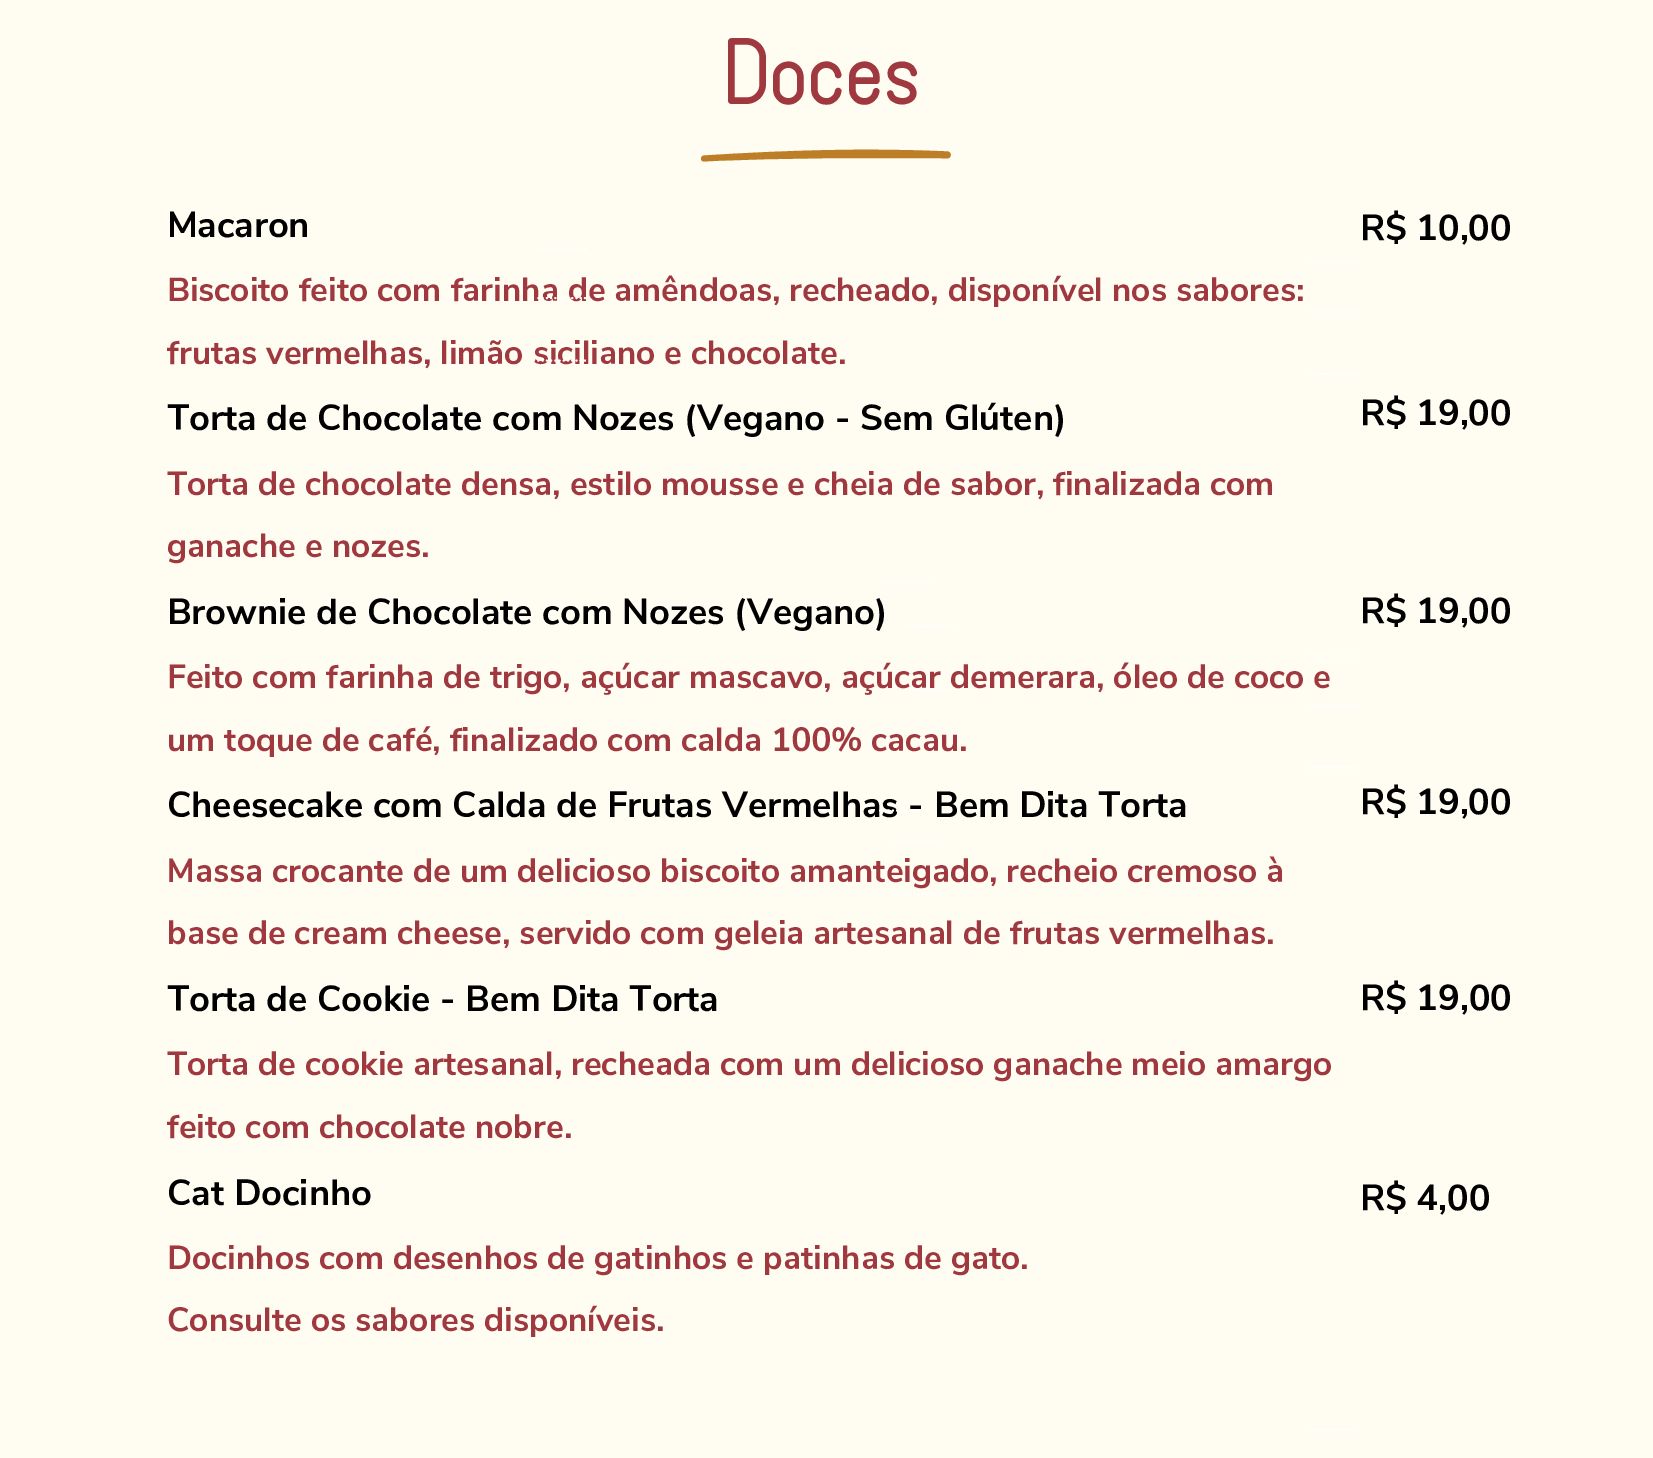 Doces
Macaron R$ 10,00
Biscoito feito com farinha de amêndoas, recheado, disponível nos sabores:
frutas vermelhas, limão siciliano e chocolate.
Torta de Chocolate com Nozes (Vegano - Sem Glúten) R$ 19,00
Torta de chocolate densa, estilo mousse e cheia de sabor, finalizada com
ganache e nozes.
Brownie de Chocolate com Nozes (Vegano) R$ 19,00
Feito com farinha de trigo, açúcar mascavo, açúcar demerara, óleo de coco e
um toque de café, finalizado com calda 100% cacau.
Cheesecake com Calda de Frutas Vermelhas - Bem Dita Torta R$ 19,00
Massa crocante de um delicioso biscoito amanteigado, recheio cremoso à
base de cream cheese, servido com geleia artesanal de frutas vermelhas.
Torta de Cookie - Bem Dita Torta R$ 19,00
Torta de cookie artesanal, recheada com um delicioso ganache meio amargo
feito com chocolate nobre.
Cat Docinho R$ 4,00
Docinhos com desenhos de gatinhos e patinhas de gato.
Consulte os sabores disponíveis.